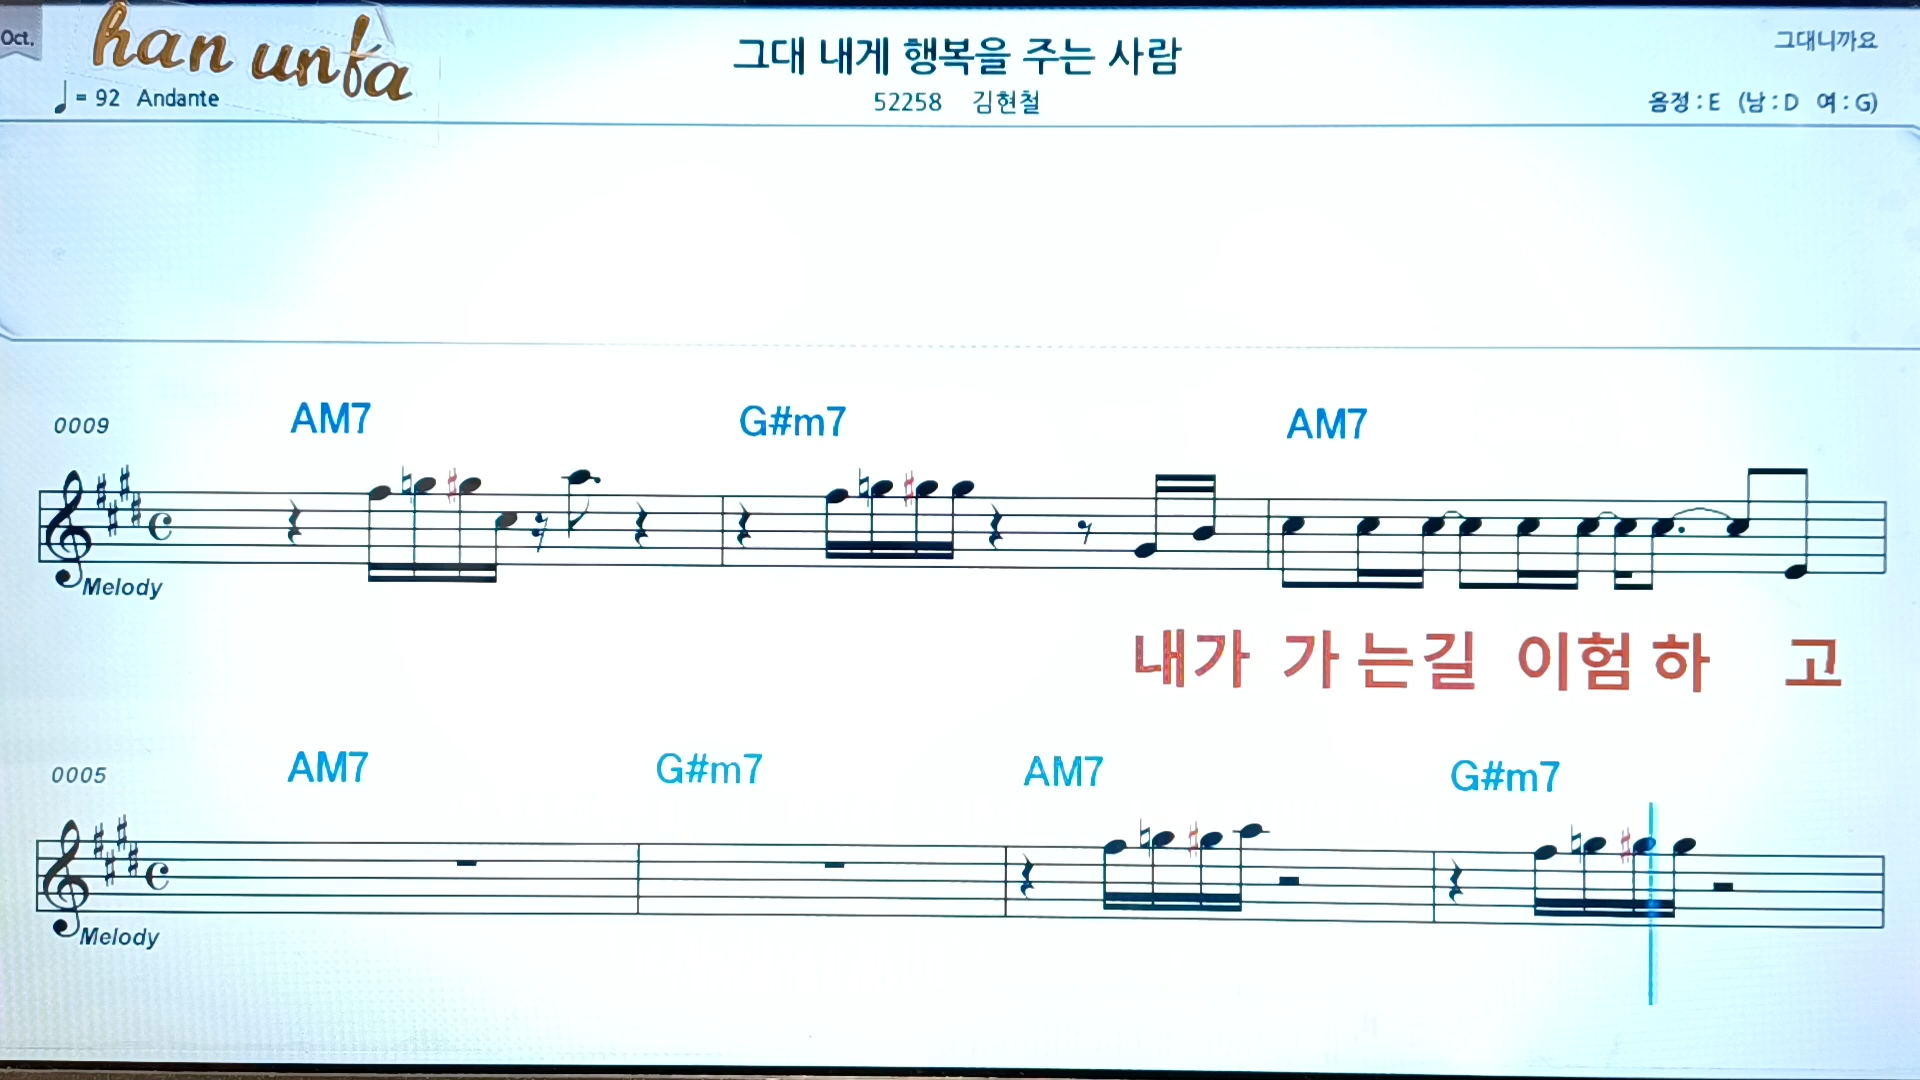 Oct.
han unfa
그대 내게 행복을 주는 사람
그대니까요
♩ = 92 Andante
52258 김현철
음정 : E (남 : D 여 : G)
0009 AM7 G#m7 AM7
Melody
내가 가 는길 이험 하 고
0005 AM7 G#m7 AM7 G#m7
Melody